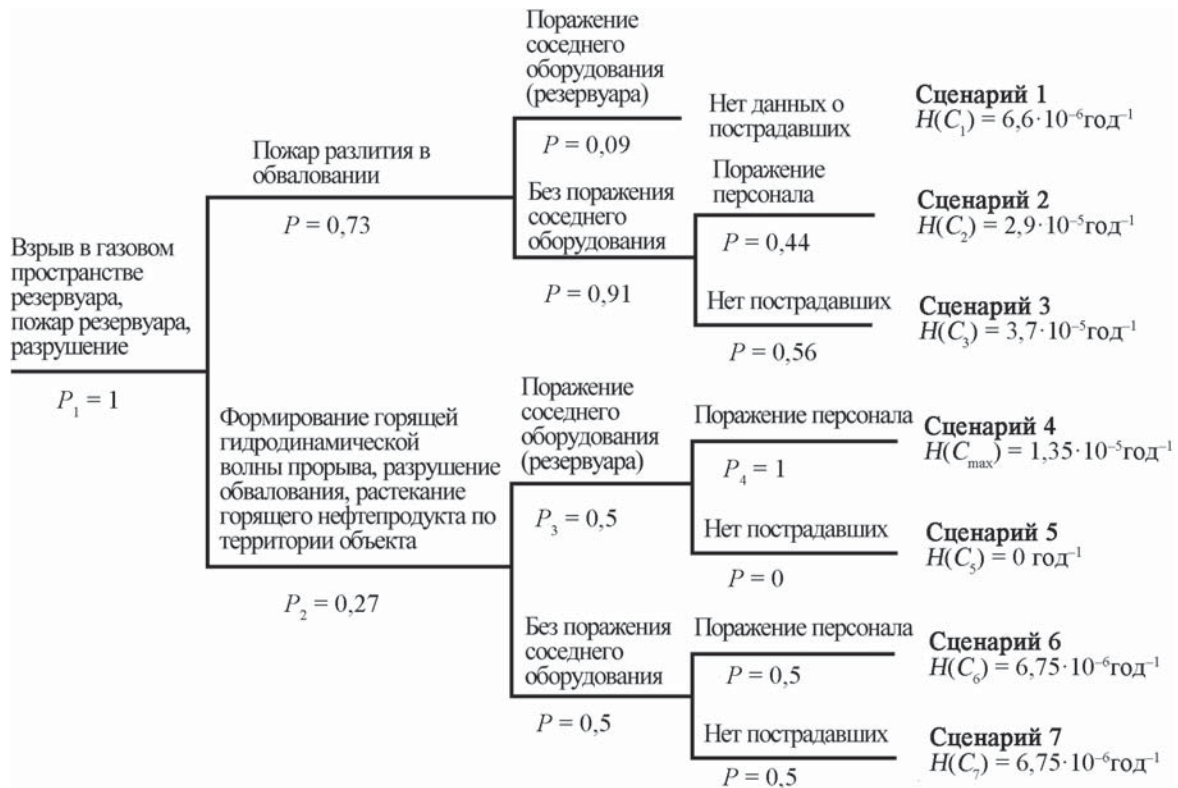 Поражение
соседнего
оборудования
(резервуара)
P = 0,09
Нет данных о
пострадавших
Сценарий 1
H(C₁) = 6,6·10⁻⁶год⁻¹
Пожар разлития в
обваловании
P = 0,73
Без поражения
соседнего
оборудования
P = 0,91
Поражение
персонала
P = 0,44
Сценарий 2
H(C₂) = 2,9·10⁻⁵год⁻¹
Нет пострадавших
P = 0,56
Сценарий 3
H(C₃) = 3,7·10⁻⁵год⁻¹
Взрыв в газовом
пространстве
резервуара,
пожар резервуара,
разрушение
P₁ = 1
Формирование горящей
гидродинамической
волны прорыва, разрушение
обвалования, растекание
горящего нефтепродукта по
территории объекта
P₂ = 0,27
Поражение
соседнего
оборудования
(резервуара)
P₃ = 0,5
Поражение персонала
P₄ = 1
Сценарий 4
H(Cmax) = 1,35·10⁻⁵год⁻¹
Нет пострадавших
P = 0
Сценарий 5
H(C₅) = 0 год⁻¹
Без поражения
соседнего
оборудования
P = 0,5
Поражение персонала
P = 0,5
Сценарий 6
H(C₆) = 6,75·10⁻⁶год⁻¹
Нет пострадавших
P = 0,5
Сценарий 7
H(C₇) = 6,75·10⁻⁶год⁻¹